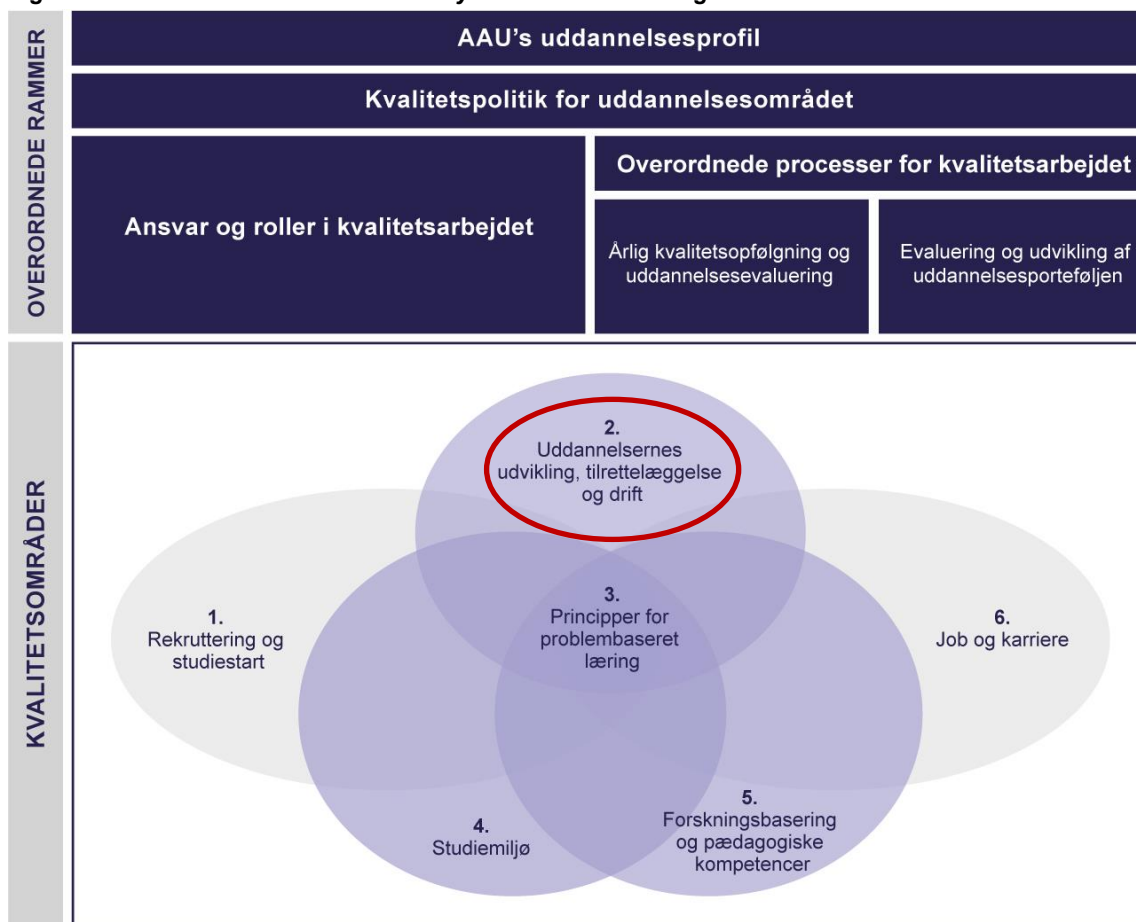 OVERORDNEDE RAMMER
AAU's uddannelsesprofil
Kvalitetspolitik for uddannelsesområdet
Ansvar og roller i kvalitetsarbejdet
Overordnede processer for kvalitetsarbejdet
Årlig kvalitetsopfølgning og
uddannelsesevaluering
Evaluering og udvikling af
uddannelsesporteføljen
KVALITETSOMRÅDER
1.
Rekruttering og
studiestart
2.
Uddannelsernes
udvikling, tilrettelæggelse
og drift
3.
Principper for
problembaseret
læring
4.
Studiemiljø
5.
Forskningsbasering
og pædagogiske
kompetencer
6.
Job og karriere